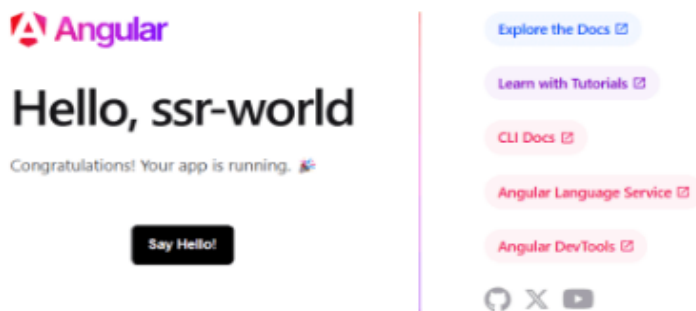 Angular
Hello, ssr-world
Congratulations! Your app is running. 🎉
Say Hello!
Explore the Docs
Learn with Tutorials
CLI Docs
Angular Language Service
Angular DevTools